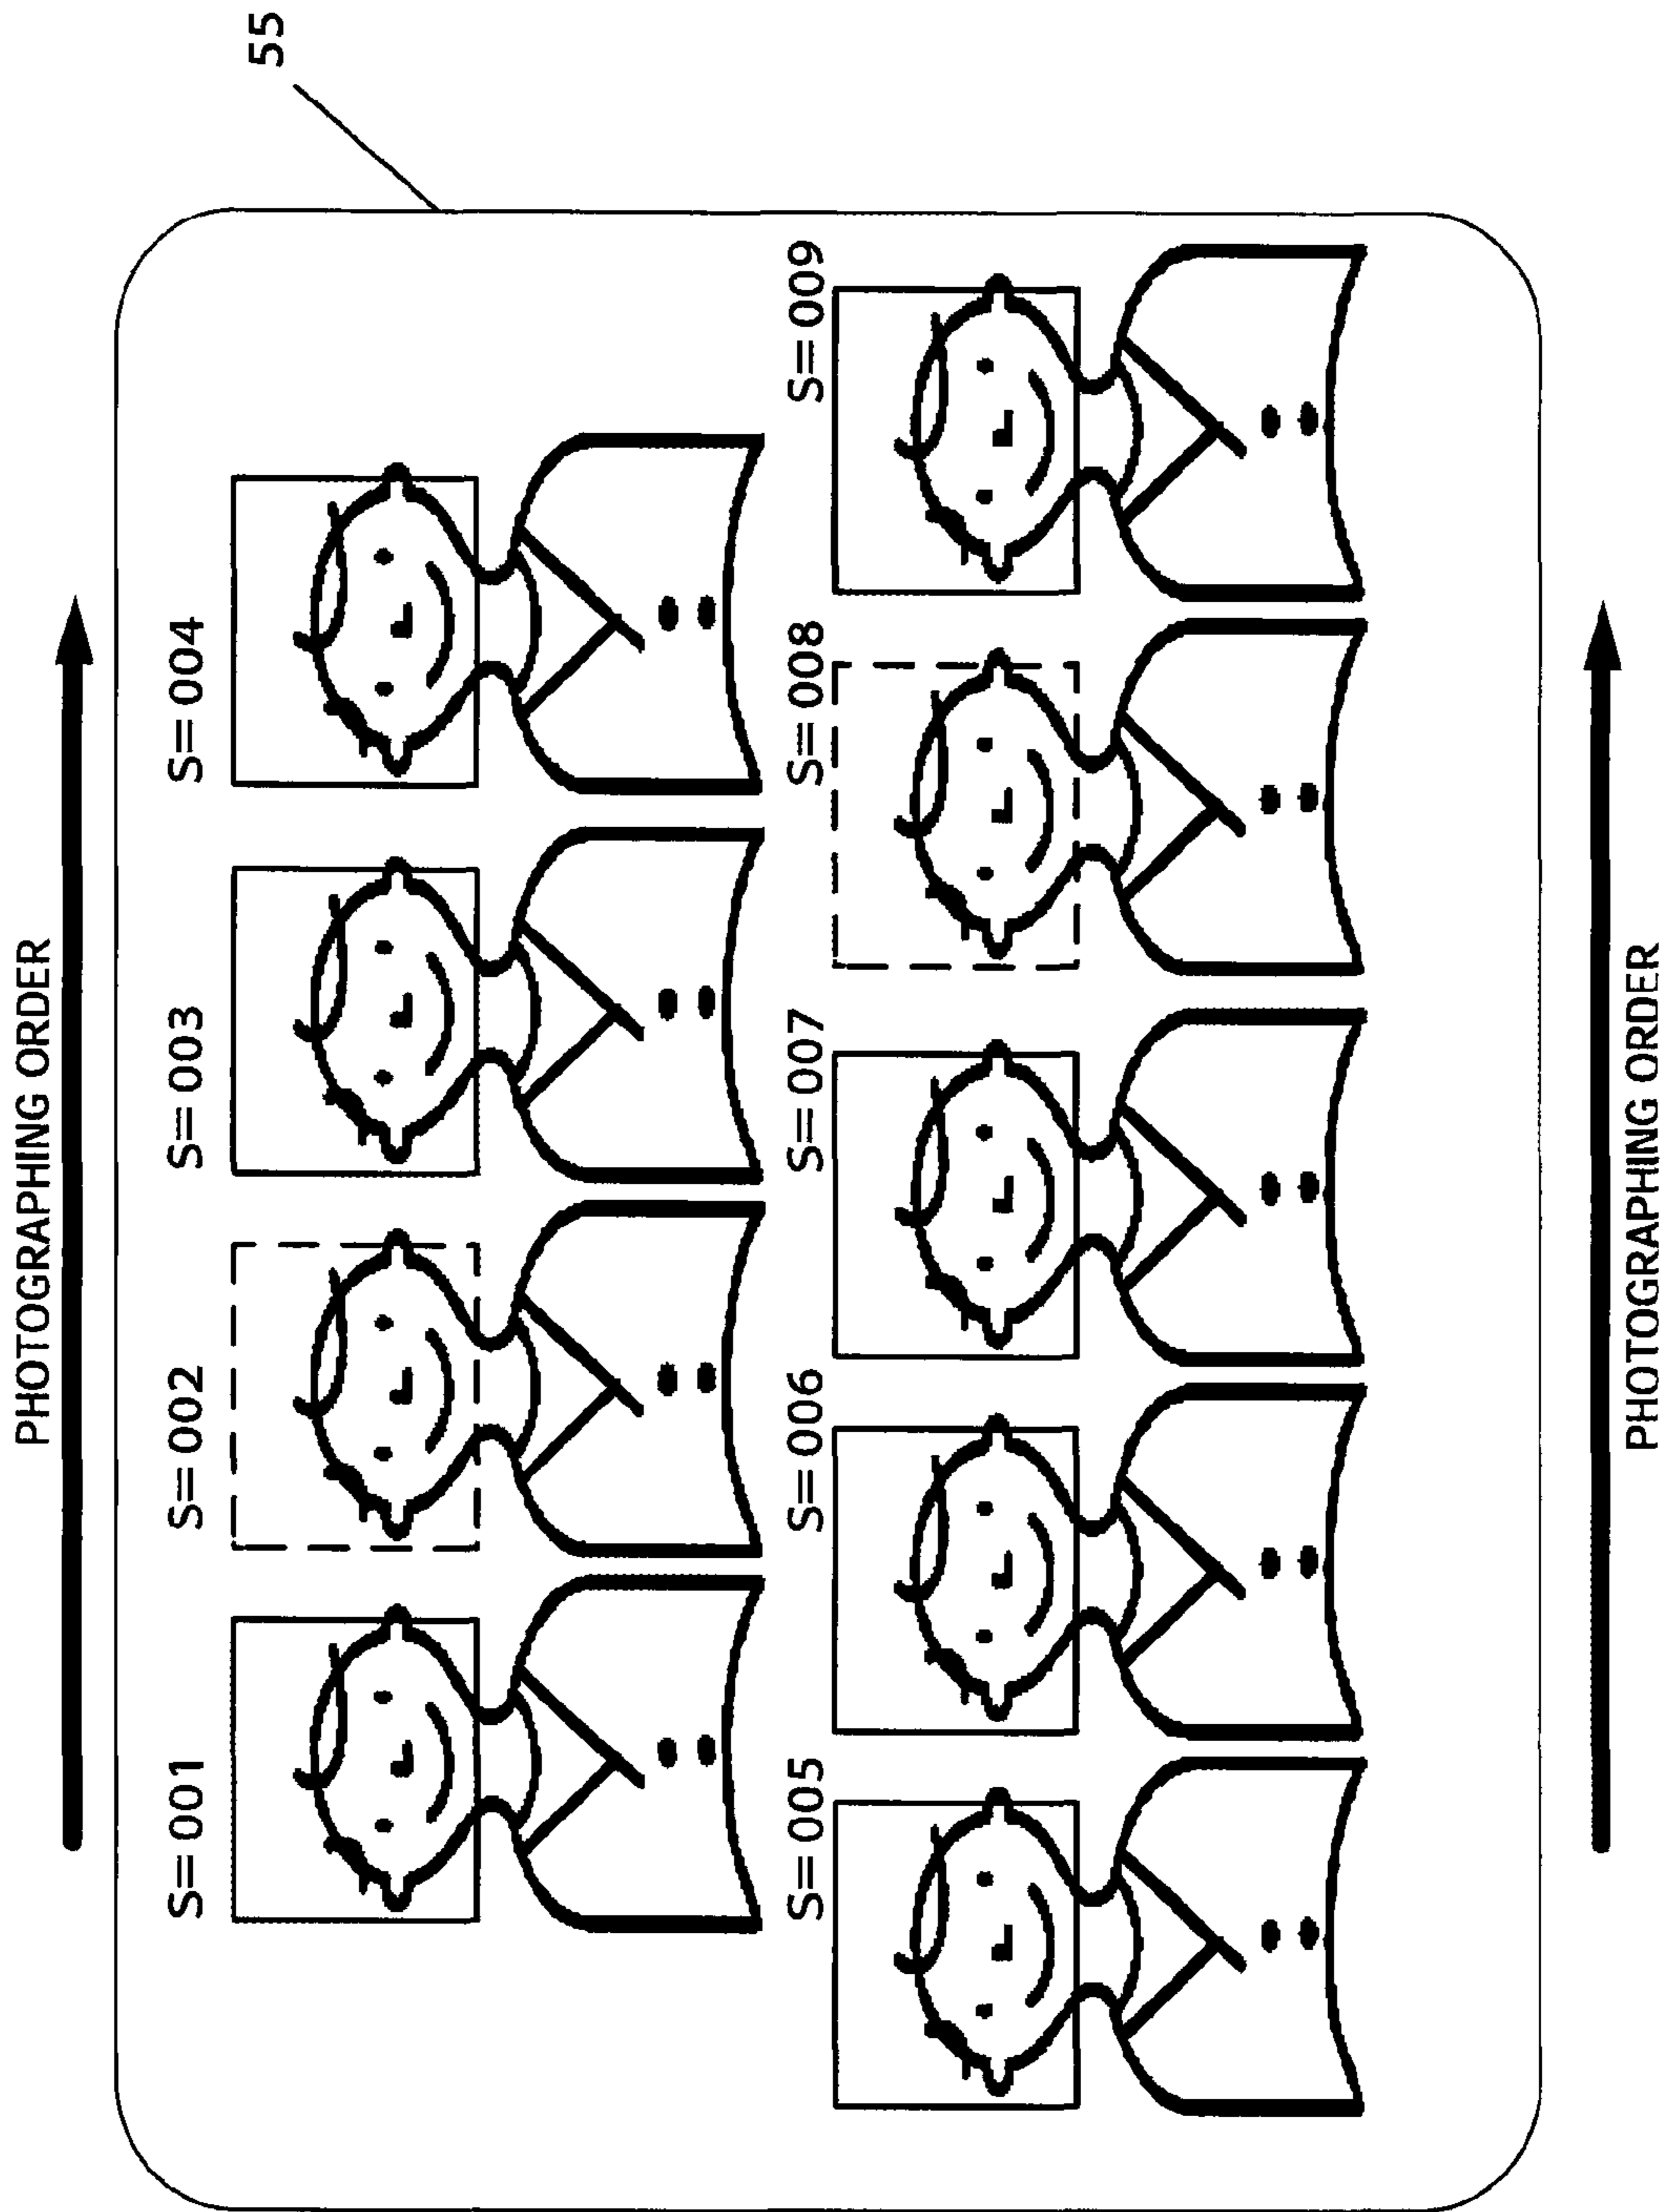 PHOTOGRAPHING ORDER
55
S=001
S=002
S=003
S=004
S=005
S=006
S=007
S=008
S=009
PHOTOGRAPHING ORDER